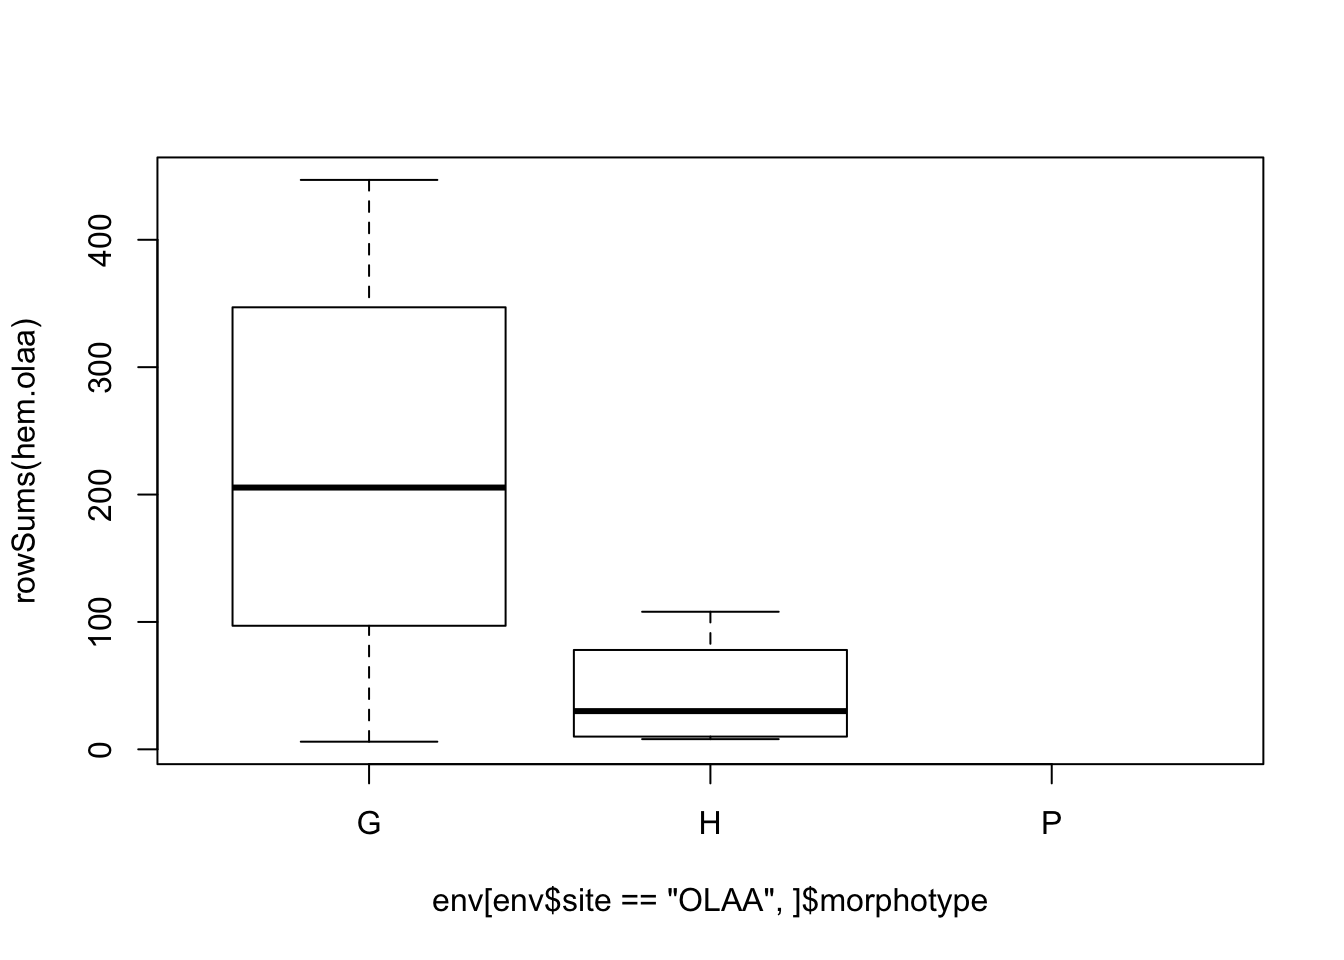 rowSums(hem.olaa)
400
300
200
100
0
G H P
env[env$site == "OLAA", ]$morphotype